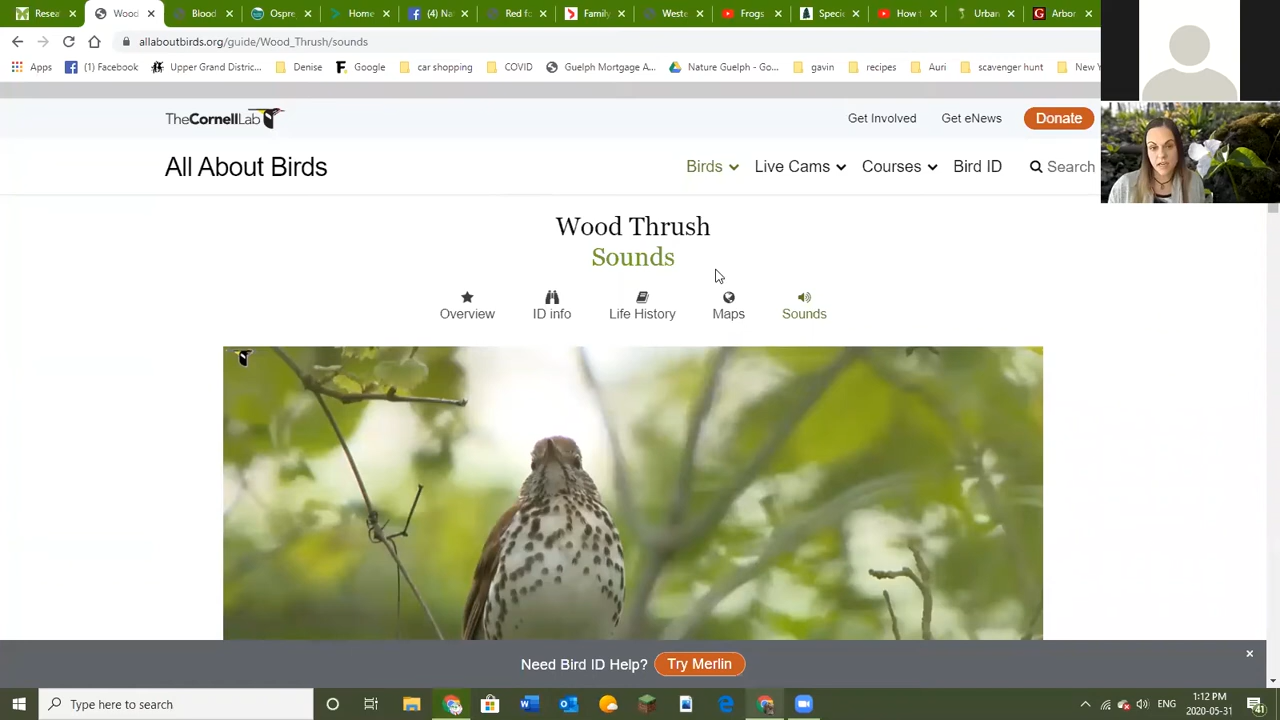 Resea
Wood
Blood
Ospre
Home
(4) Na
Red fo
Family
Weste
Frogs
Specie
How t
Urban
Arbor
allaboutbirds.org/guide/Wood_Thrush/sounds
Apps
(1) Facebook
Upper Grand Distric...
Denise
Google
car shopping
COVID
Guelph Mortgage A...
Nature Guelph - Go...
gavin
recipes
Auri
scavenger hunt
New Y
TheCornellLab
Get Involved
Get eNews
Donate
All About Birds
Birds
Live Cams
Courses
Bird ID
Search
Wood Thrush
Sounds
Overview
ID info
Life History
Maps
Sounds
Need Bird ID Help?
Try Merlin
Type here to search
ENG
1:12 PM
2020-05-31
41